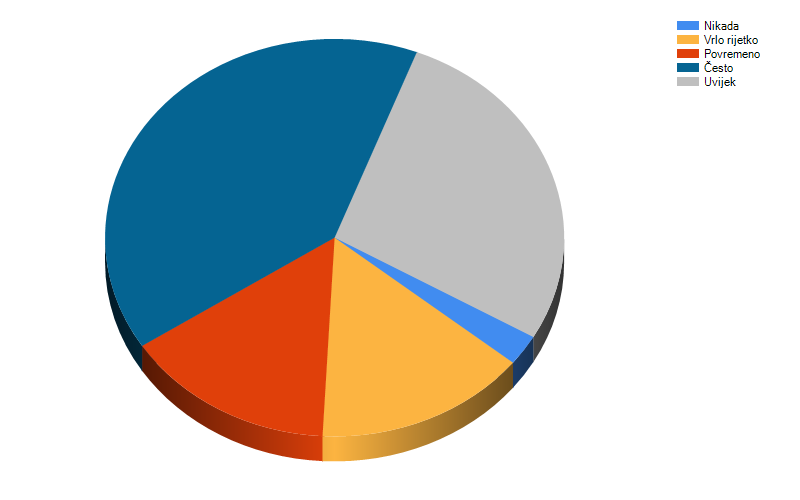 Nikada
Vrlo rijetko
Povremeno
Često
Uvijek